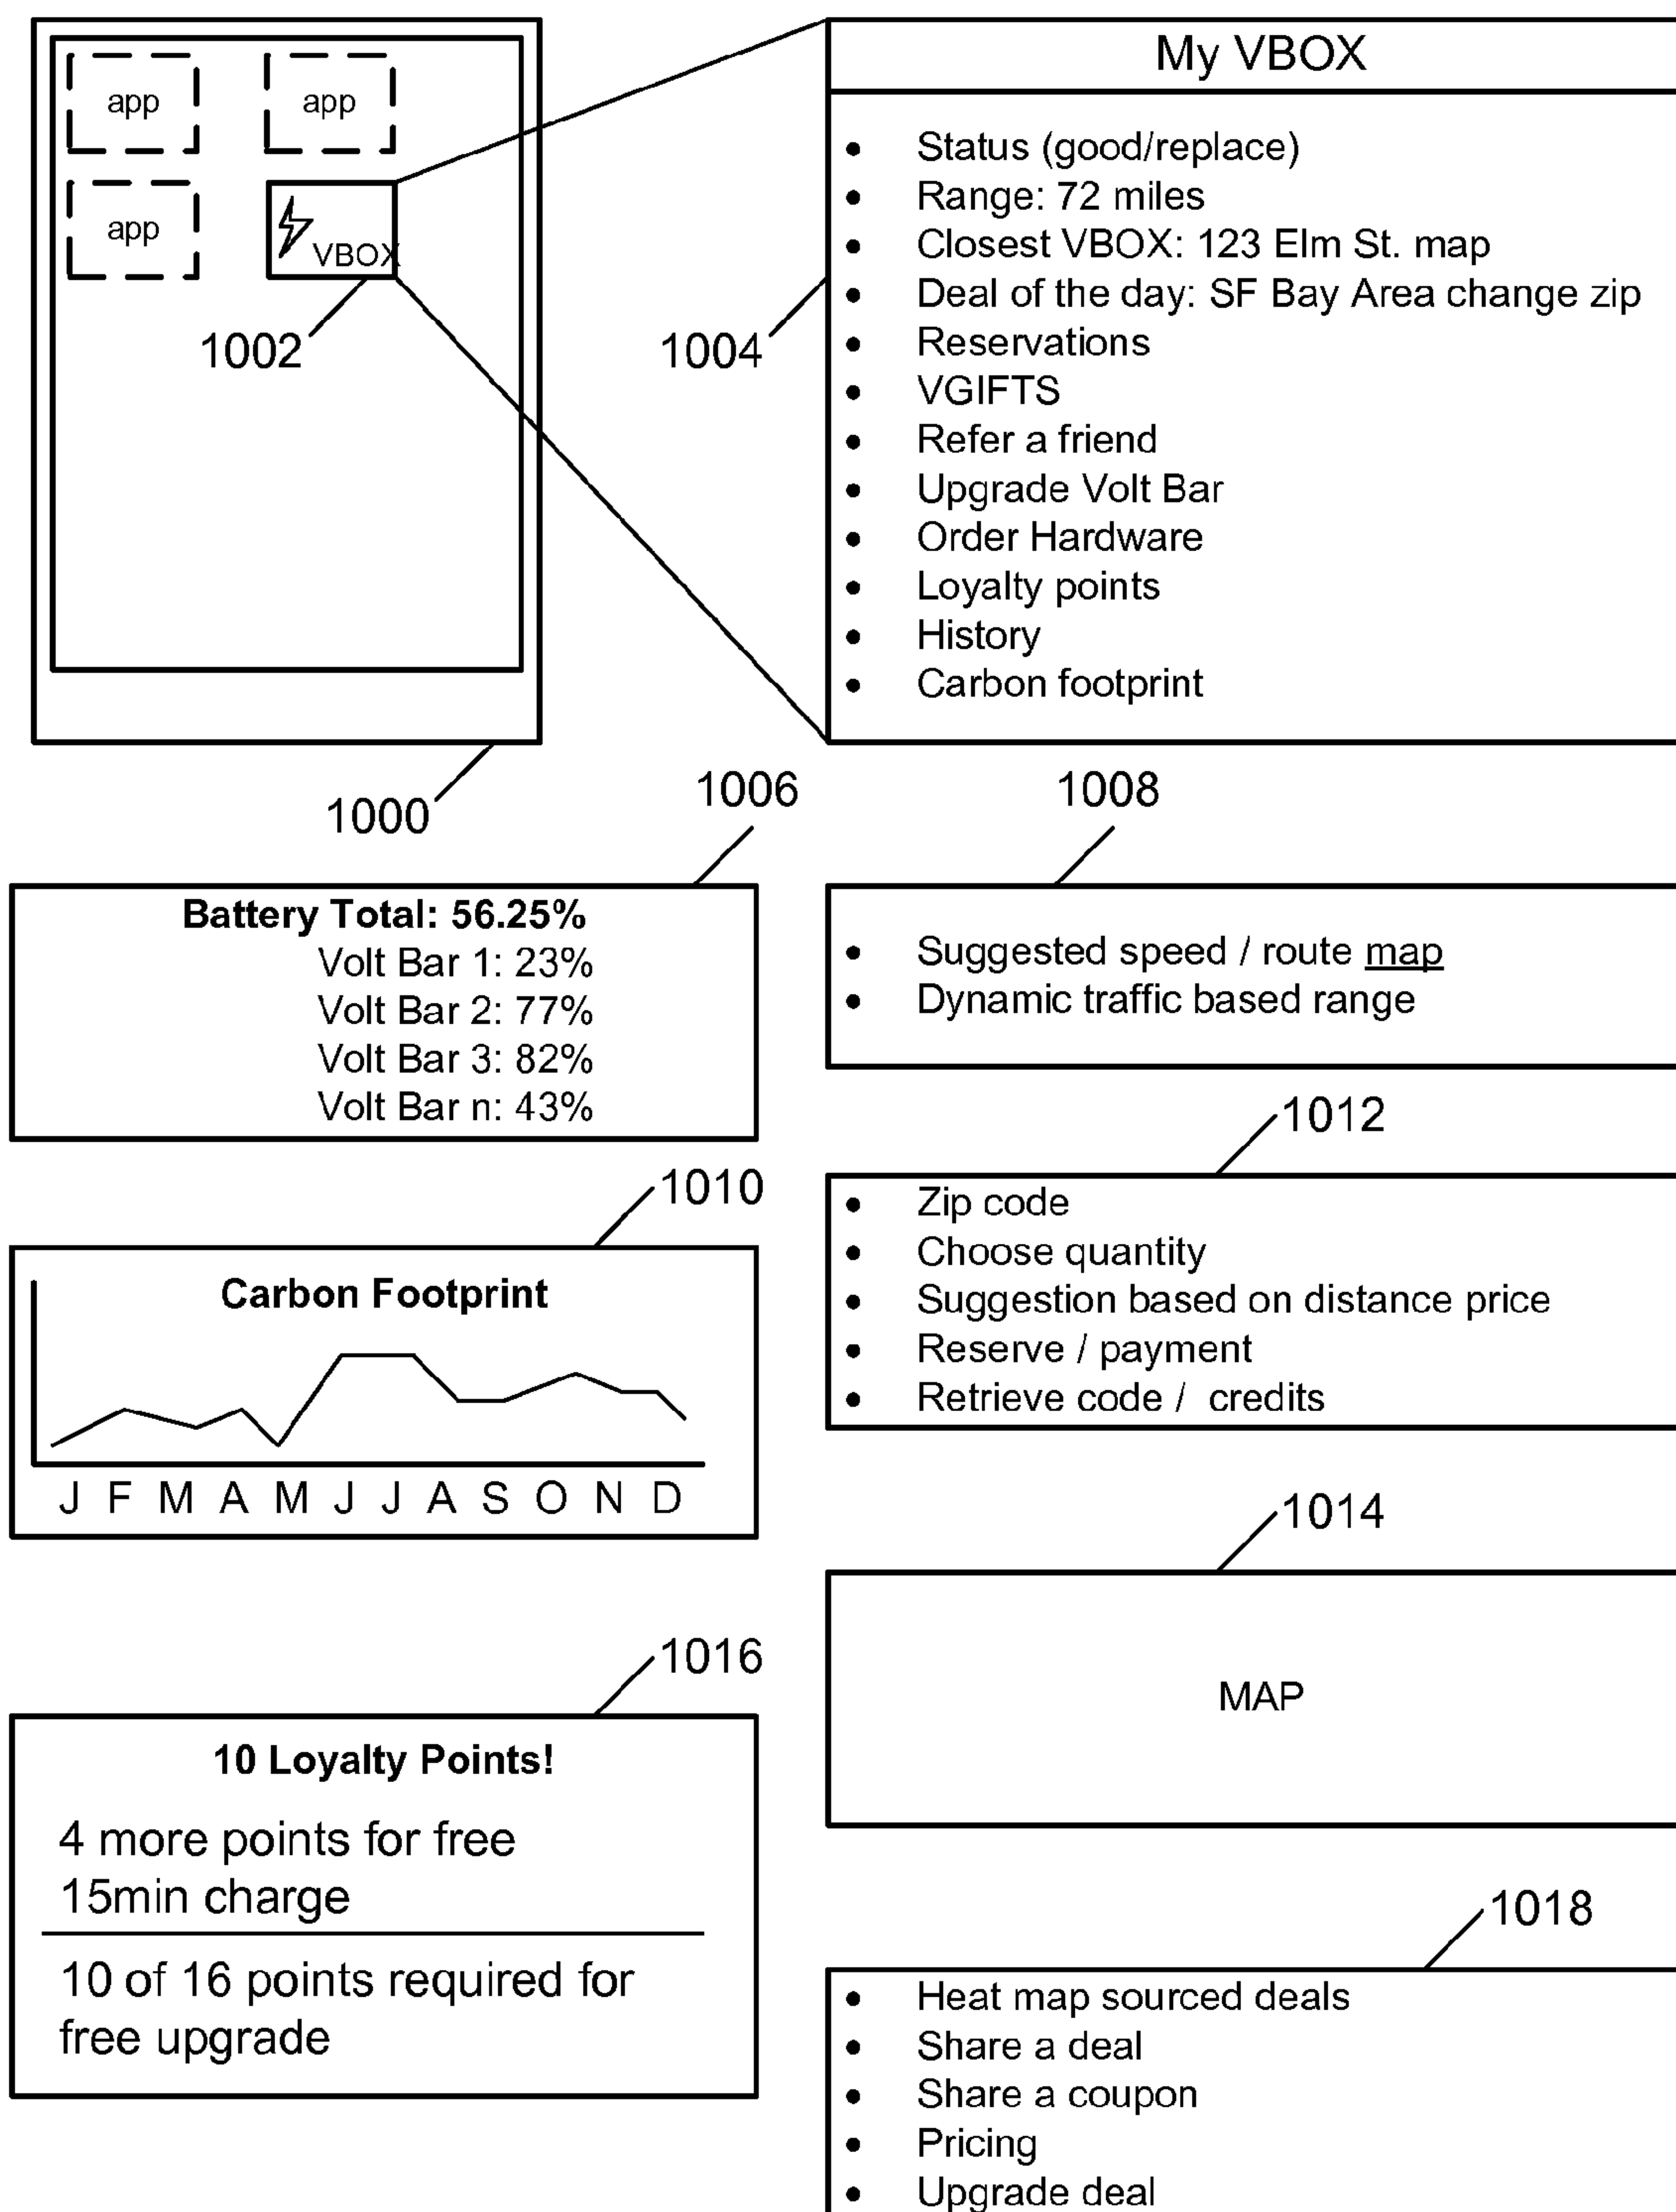 app
app
app
VBOX
1002
1000
My VBOX
1004
• Status (good/replace)
• Range: 72 miles
• Closest VBOX: 123 Elm St. map
• Deal of the day: SF Bay Area change zip
• Reservations
• VGIFTS
• Refer a friend
• Upgrade Volt Bar
• Order Hardware
• Loyalty points
• History
• Carbon footprint
1006
Battery Total: 56.25%
Volt Bar 1: 23%
Volt Bar 2: 77%
Volt Bar 3: 82%
Volt Bar n: 43%
1008
• Suggested speed / route map
• Dynamic traffic based range
1010
Carbon Footprint
J F M A M J J A S O N D
1012
• Zip code
• Choose quantity
• Suggestion based on distance price
• Reserve / payment
• Retrieve code / credits
1014
MAP
1016
10 Loyalty Points!
4 more points for free
15min charge
10 of 16 points required for
free upgrade
1018
• Heat map sourced deals
• Share a deal
• Share a coupon
• Pricing
• Upgrade deal